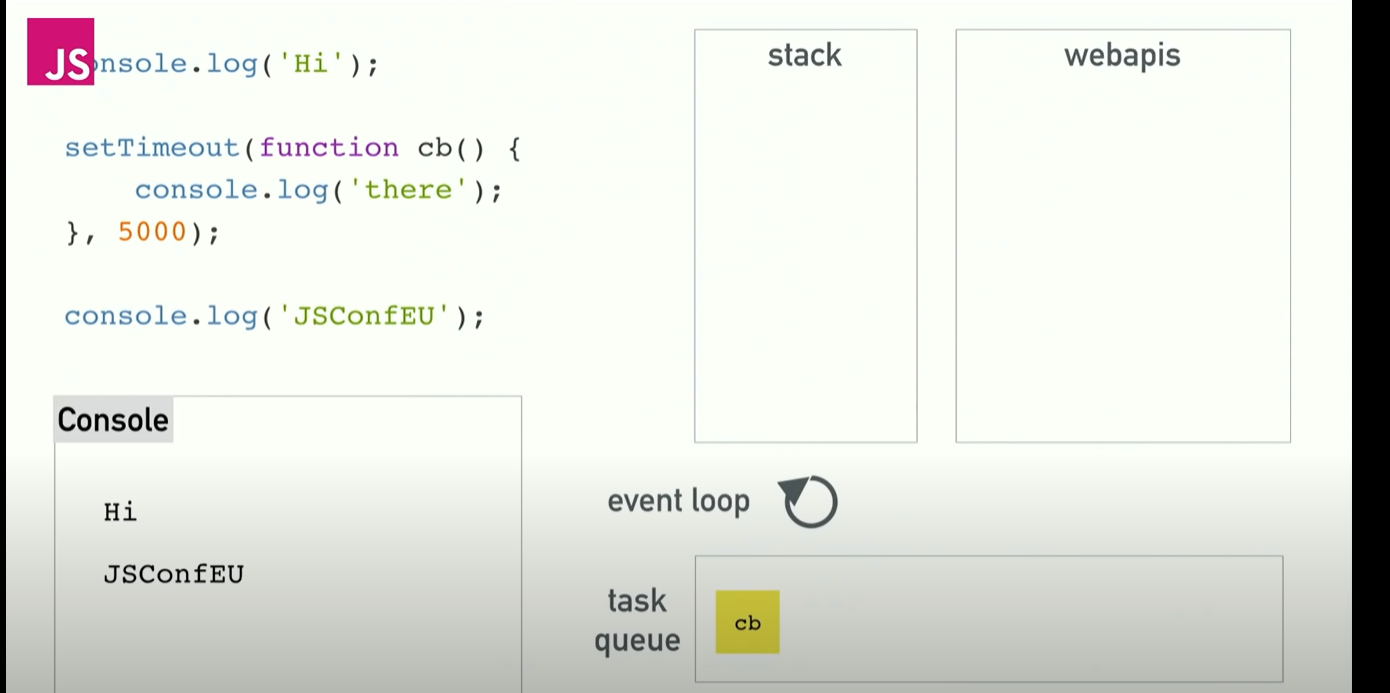 JS
nsole.log('Hi');
setTimeout(function cb() {
console.log('there');
}, 5000);
console.log('JSConfEU');
Console
Hi
JSConfEU
stack
webapis
event loop
task
queue
cb